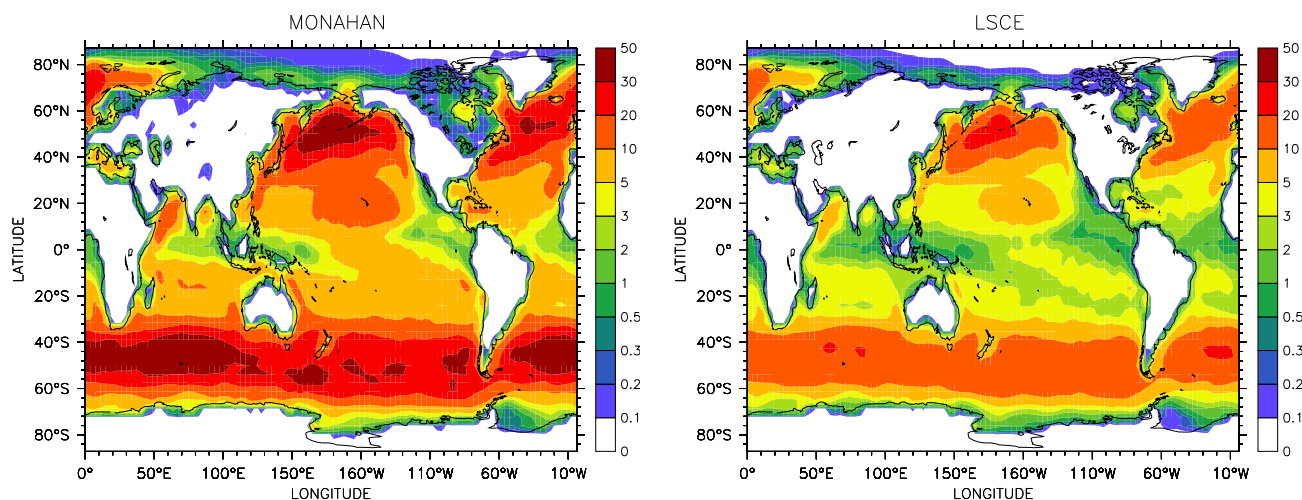 MONAHAN
80°N
60°N
40°N
20°N
0°
20°S
40°S
60°S
80°S
LATITUDE
0°
50°E
100°E
150°E
160°W
110°W
60°W
10°W
LONGITUDE
50
30
20
10
5
3
2
1
0.5
0.3
0.2
0.1
0
LSCE
80°N
60°N
40°N
20°N
0°
20°S
40°S
60°S
80°S
LATITUDE
0°
50°E
100°E
150°E
160°W
110°W
60°W
10°W
LONGITUDE
50
30
20
10
5
3
2
1
0.5
0.3
0.2
0.1
0